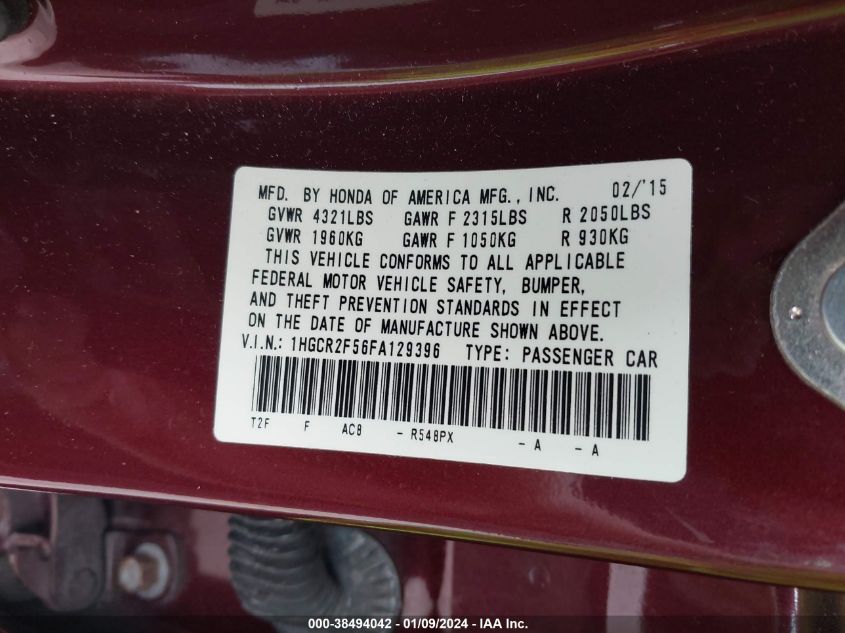 MFD. BY HONDA OF AMERICA MFG., INC. 02/'15
GVWR 4321LBS GAWR F 2315LBS R 2050LBS
GVWR 1960KG GAWR F 1050KG R 930KG
THIS VEHICLE CONFORMS TO ALL APPLICABLE
FEDERAL MOTOR VEHICLE SAFETY, BUMPER,
AND THEFT PREVENTION STANDARDS IN EFFECT
ON THE DATE OF MANUFACTURE SHOWN ABOVE.
V.I.N.: 1HGCR2F56FA129396 TYPE: PASSENGER CAR
T2F F AC8 - R548PX - A - A
000-38494042 - 01/09/2024 - IAA Inc.